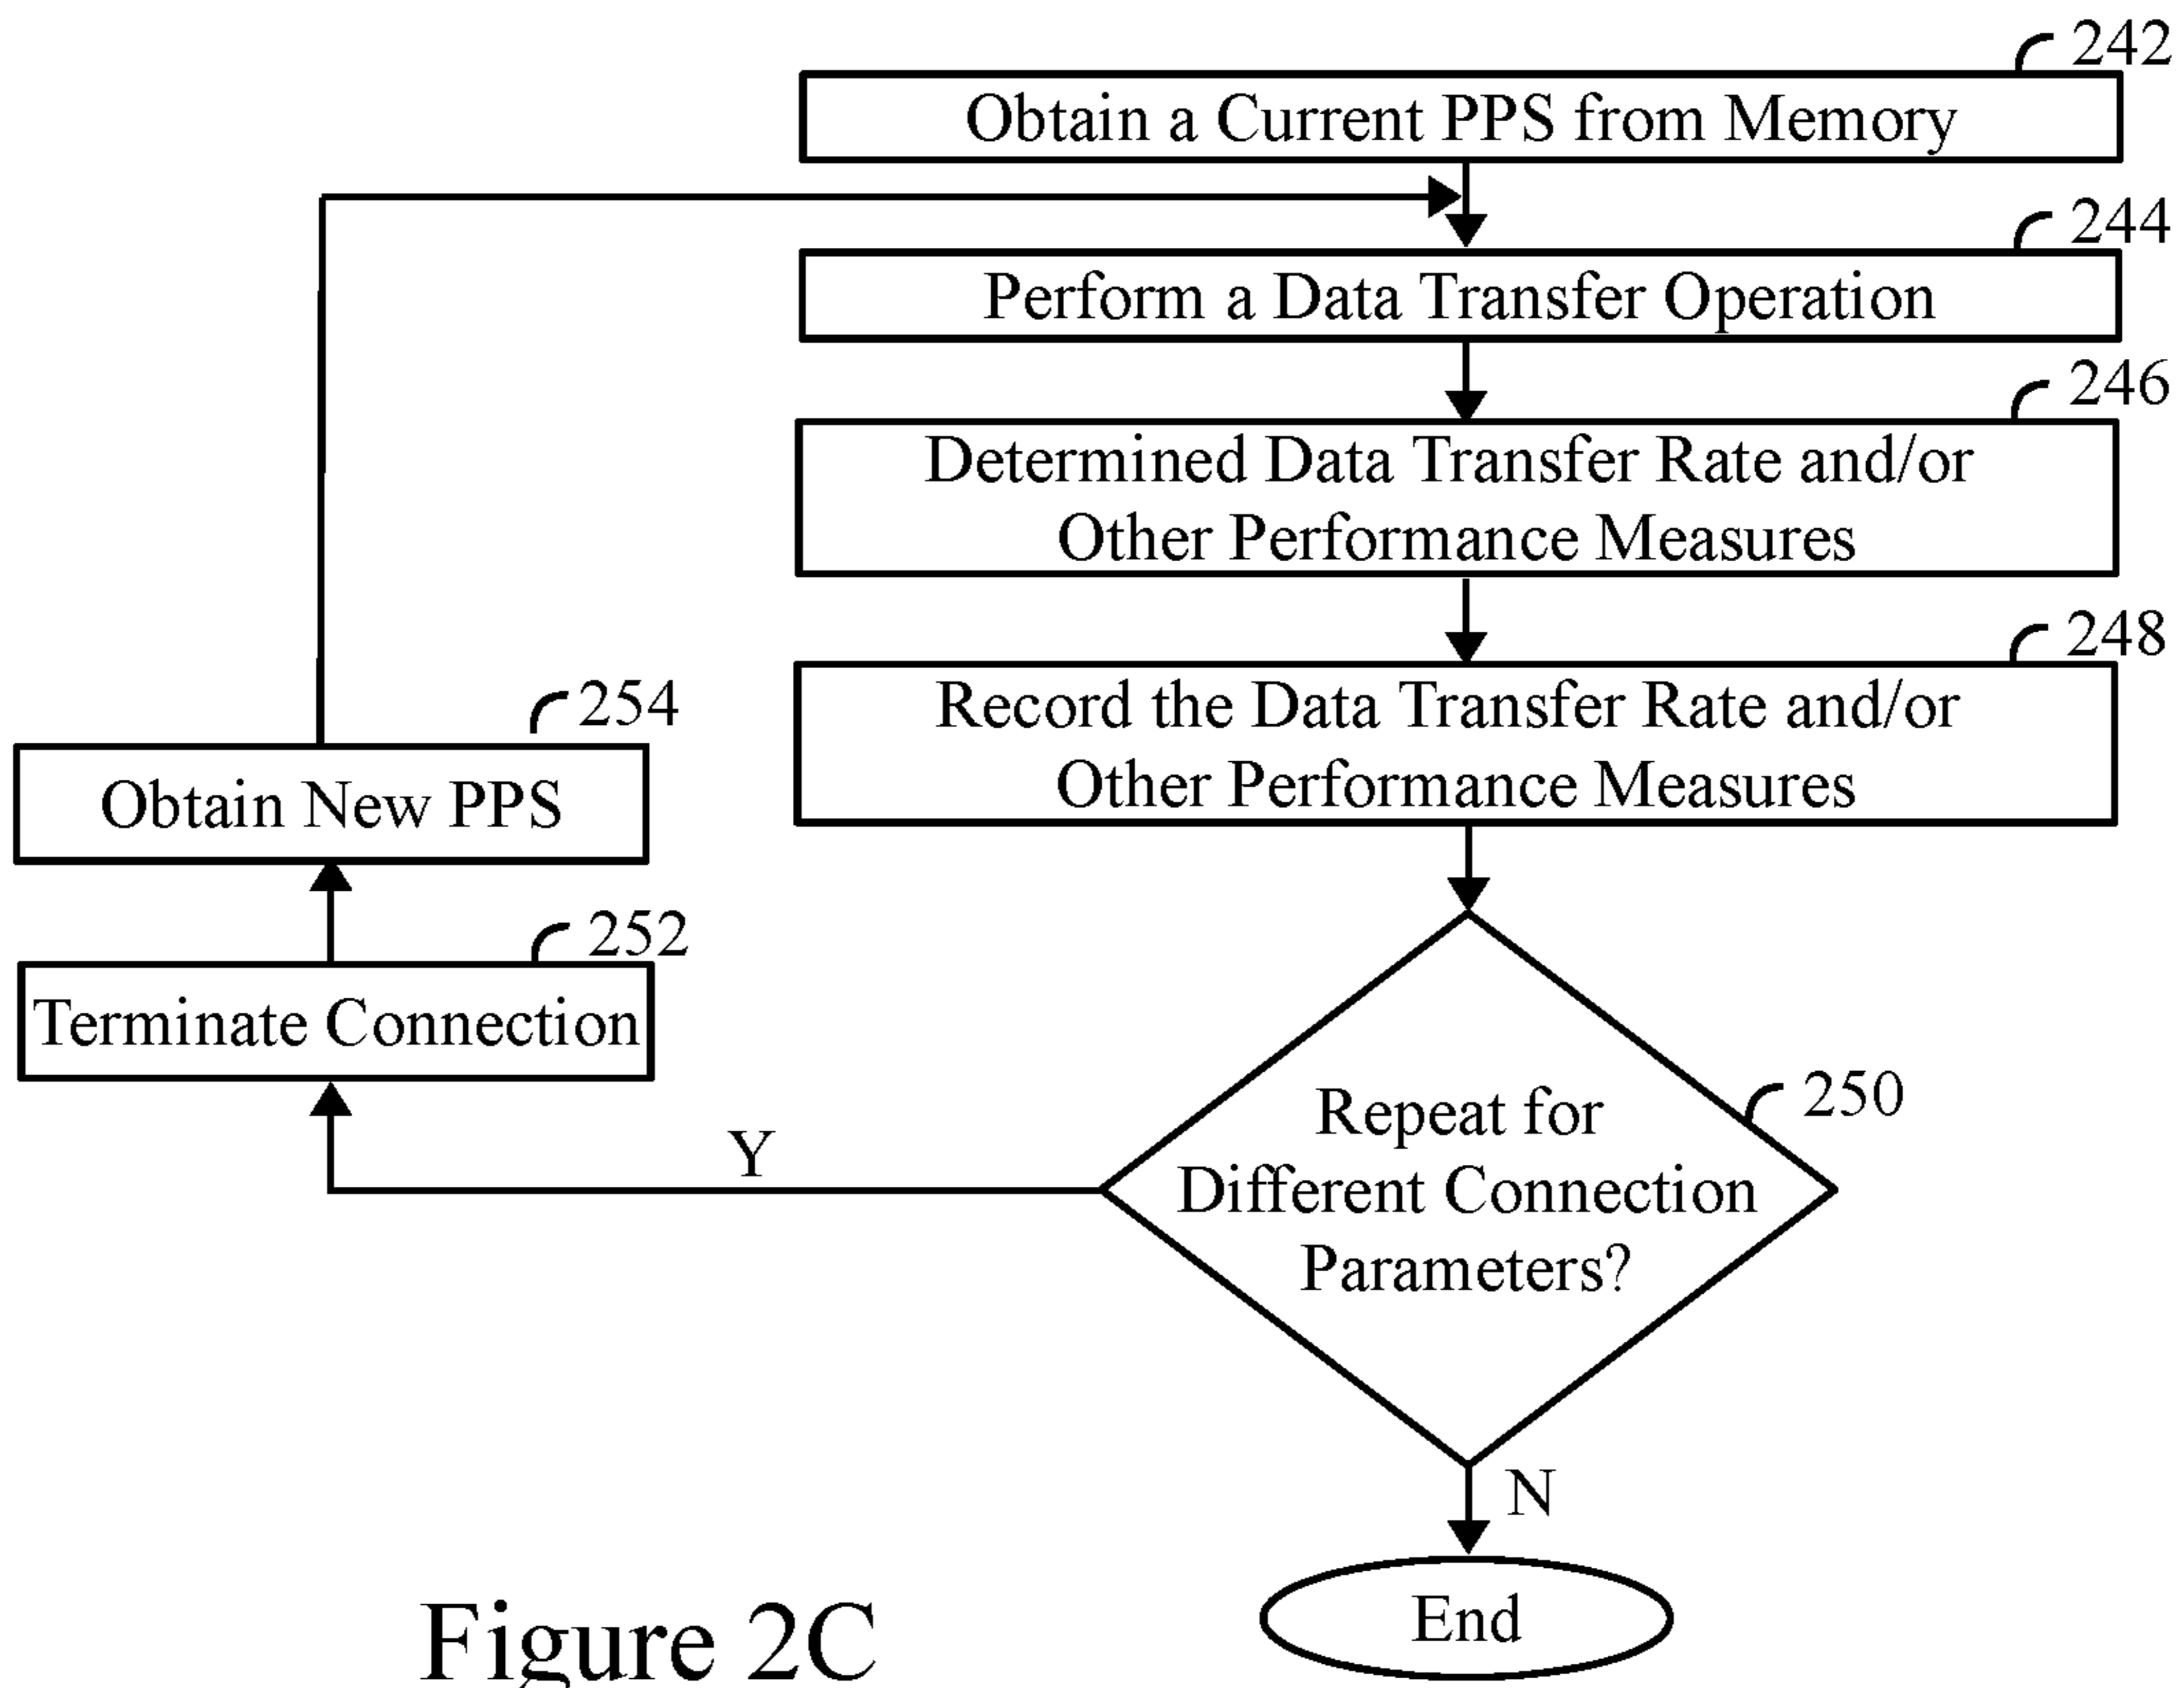 242
Obtain a Current PPS from Memory
244
Perform a Data Transfer Operation
246
Determined Data Transfer Rate and/or
Other Performance Measures
248
Record the Data Transfer Rate and/or
Other Performance Measures
254
Obtain New PPS
252
Terminate Connection
250
Repeat for
Different Connection
Parameters?
Y
N
End
Figure 2C